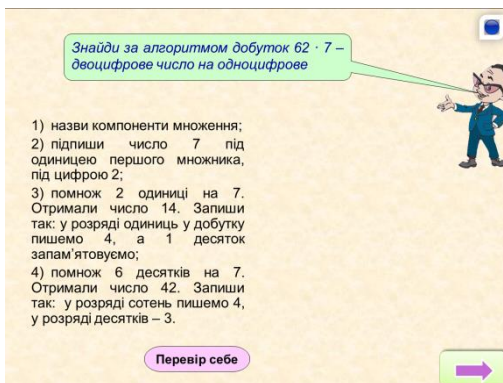 Знайди за алгоритмом добуток 62 · 7 –
двоцифрове число на одноцифрове
1) назви компоненти множення;
2) підпиши число 7 під
одиницею першого множника,
під цифрою 2;
3) помнож 2 одиниці на 7.
Отримали число 14. Запиши
так: у розряді одиниць у добутку
пишемо 4, а 1 десяток
запам'ятовуємо;
4) помнож 6 десятків на 7.
Отримали число 42. Запиши
так: у розряді сотень пишемо 4,
у розряді десятків – 3.
Перевір себе